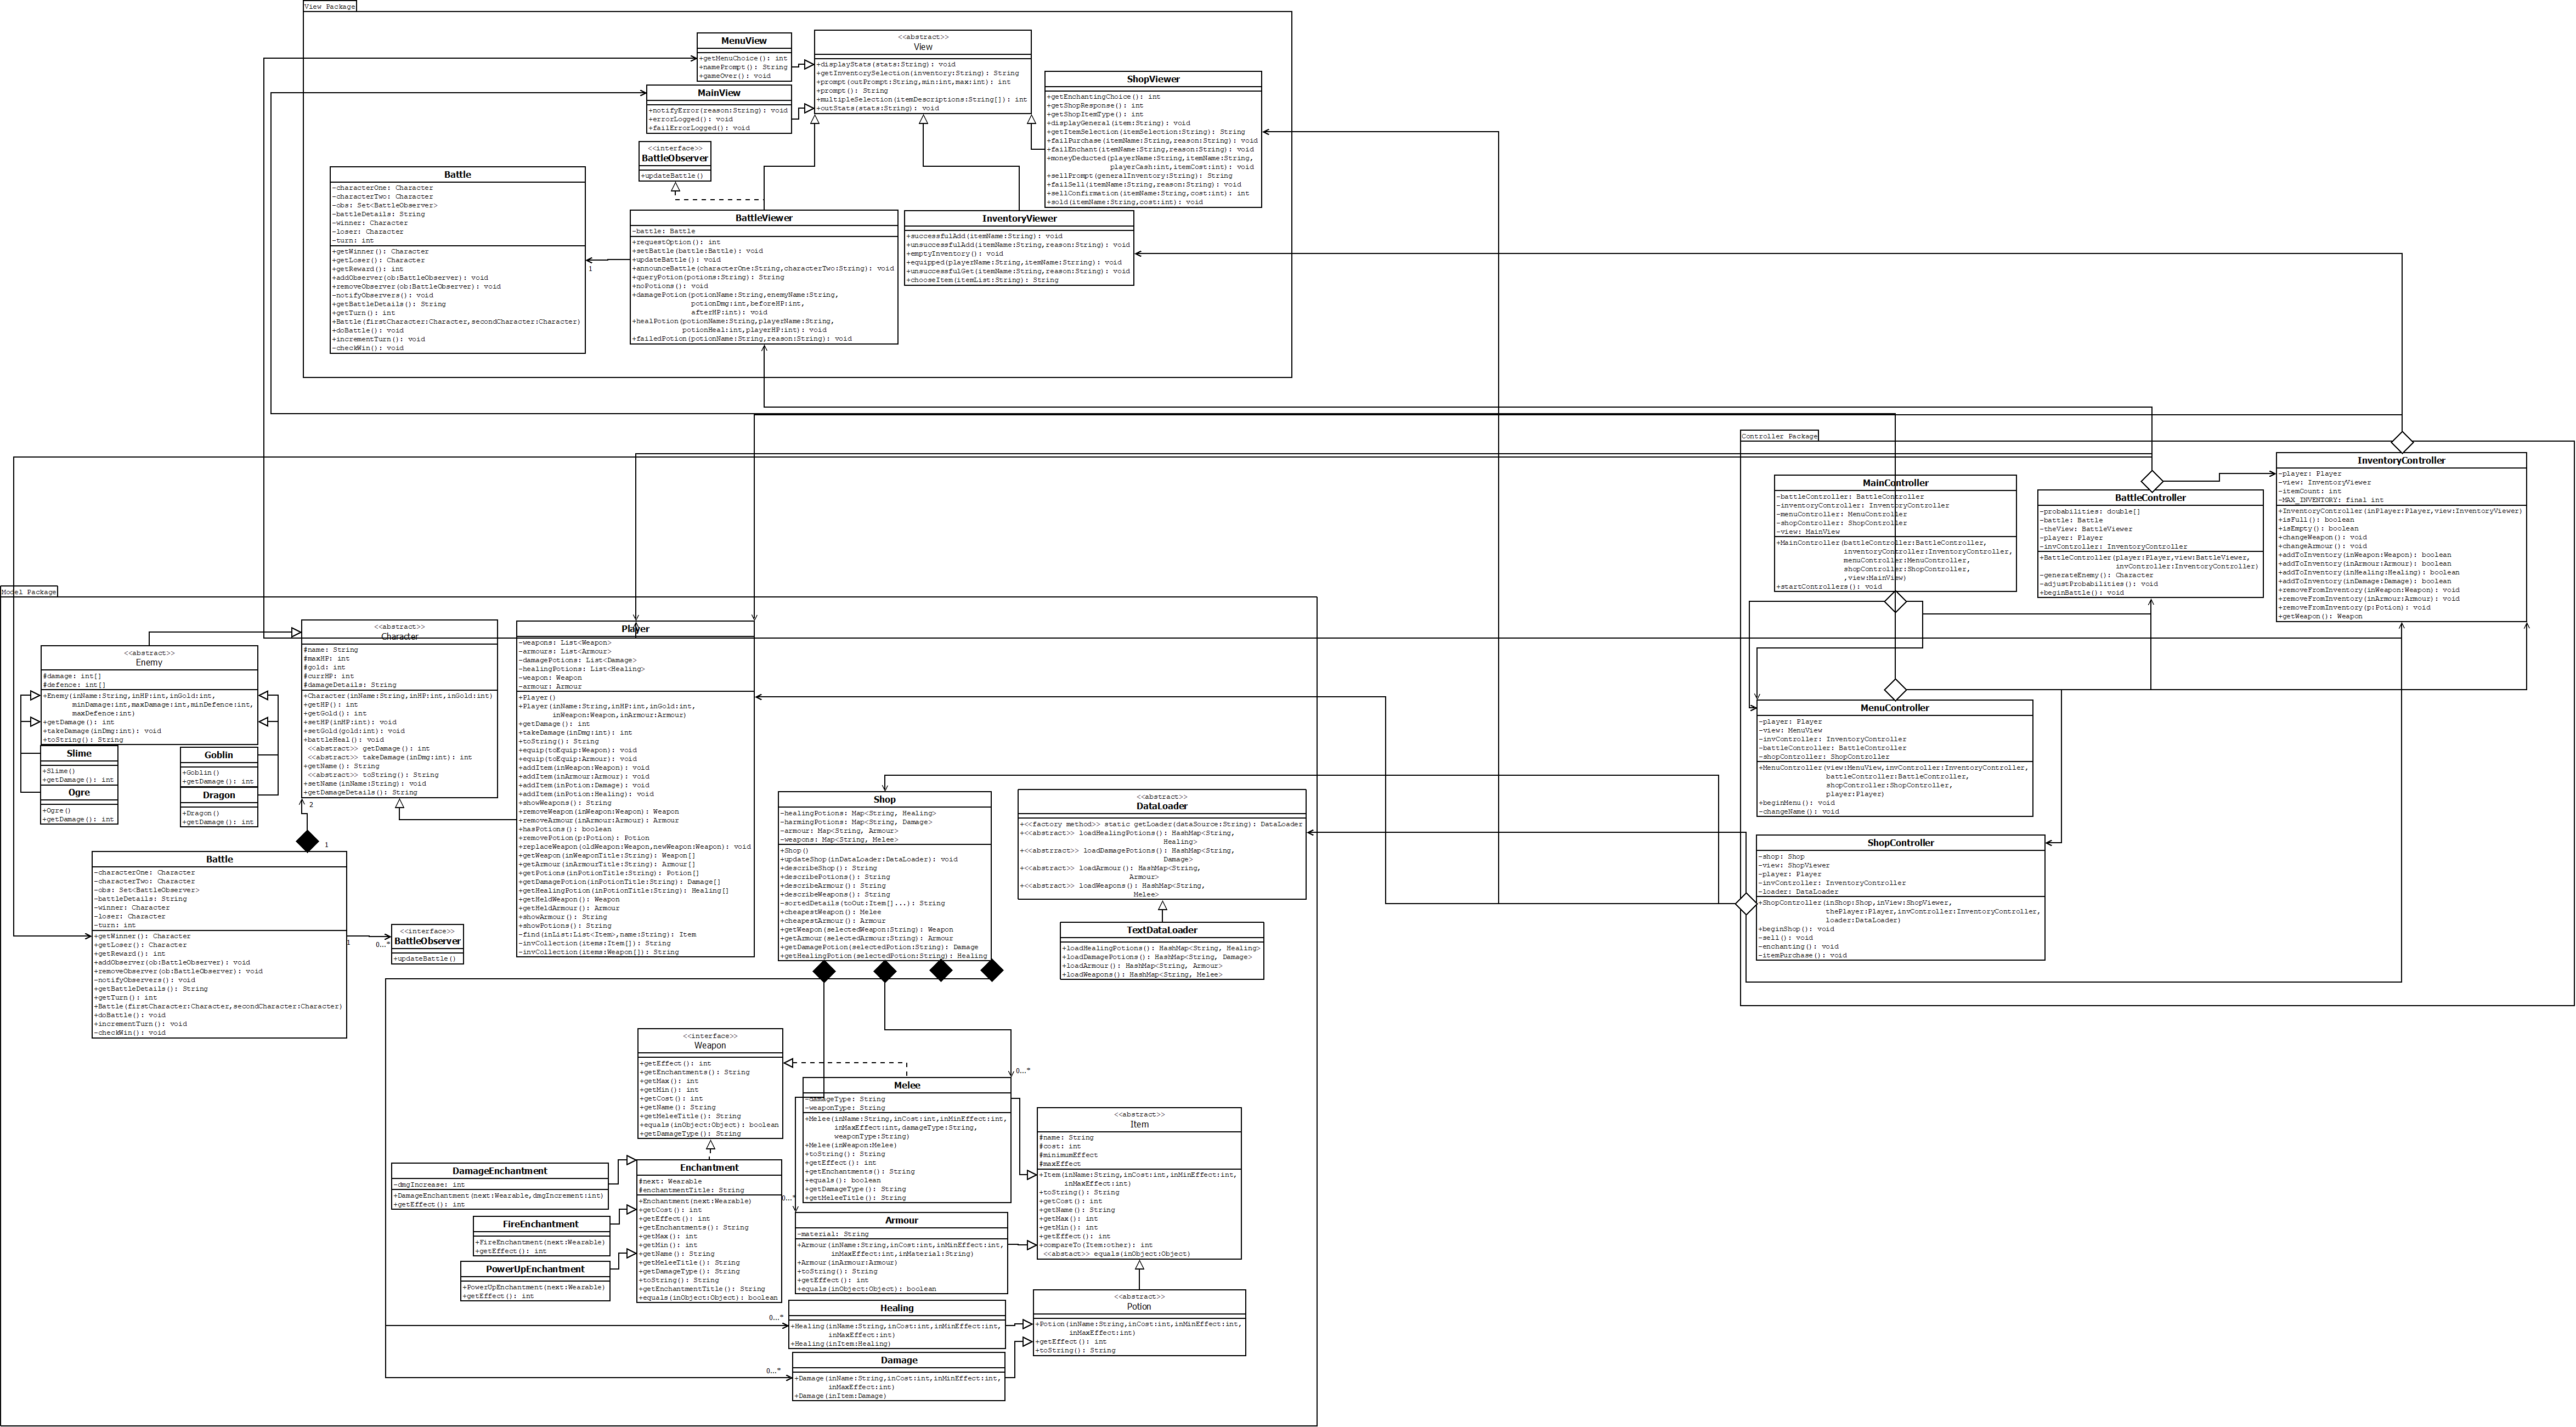 View Package
MenuView
+getMenuChoice(): int
+namePrompt(): String
+gameOver(): void
<<abstract>>
View
+displayStats(stats:String): void
+getInventorySelection(inventory:String): String
+prompt(outPrompt:String,min:int,max:int): int
+prompt(): String
+multipleSelection(itemDescriptions:String[]): int
+outStats(stats:String): void
MainView
+notifyError(reason:String): void
+errorLogged(): void
+failErrorLogged(): void
ShopViewer
+getEnchantingChoice(): int
+getShopResponse(): int
+getShopItemType(): int
+displayGeneral(item:String): void
+getItemSelection(itemSelection:String): String
+failPurchase(itemName:String,reason:String): void
+failEnchant(itemName:String,reason:String): void
+moneyDeducted(playerName:String,itemName:String,
playerCash:int,itemCost:int): void
+sellPrompt(generalInventory:String): String
+failSell(itemName:String,reason:String): void
+sellConfirmation(itemName:String,cost:int): int
+sold(itemName:String,cost:int): void
<<interface>>
BattleObserver
+updateBattle()
Battle
-characterOne: Character
-characterTwo: Character
-obs: Set<BattleObserver>
-battleDetails: String
-winner: Character
-loser: Character
-turn: int
+getWinner(): Character
+getLoser(): Character
+getReward(): int
+addObserver(ob:BattleObserver): void
+removeObserver(ob:BattleObserver): void
-notifyObservers(): void
+getBattleDetails(): String
+getTurn(): int
+Battle(firstCharacter:Character,secondCharacter:Character)
+doBattle(): void
+incrementTurn(): void
-checkWin(): void
1
BattleViewer
-battle: Battle
+requestOption(): int
+setBattle(battle:Battle): void
+updateBattle(): void
+announceBattle(characterOne:String,characterTwo:String): void
+queryPotion(potions:String): String
+noPotions(): void
+damagePotion(potionName:String,enemyName:String,
potionDmg:int,beforeHP:int,
afterHP:int): void
+healPotion(potionName:String,playerName:String,
potionHeal:int,playerHP:int): void
+failedPotion(potionName:String,reason:String): void
InventoryViewer
+successfulAdd(itemName:String): void
+unsuccessfulAdd(itemName:String,reason:String): void
+emptyInventory(): void
+equipped(playerName:String,itemName:Strring): void
+unsuccessfulGet(itemName:String,reason:String): void
+chooseItem(itemList:String): String
Controller Package
MainController
-battleController: BattleController
-inventoryController: InventoryController
-menuController: MenuController
-shopController: ShopController
-view: MainView
+MainController(battleController:BattleController,
inventoryController:InventoryController,
menuController:MenuController,
shopController:ShopController,
,view:MainView)
+startControllers(): void
BattleController
-probabilities: double[]
-battle: Battle
-theView: BattleViewer
-player: Player
-invController: InventoryController
+BattleController(player:Player,view:BattleViewer,
invController:InventoryController)
-generateEnemy(): Character
-adjustProbabilities(): void
+beginBattle(): void
InventoryController
-player: Player
-view: InventoryViewer
-itemCount: int
-MAX_INVENTORY: final int
+InventoryController(inPlayer:Player,view:InventoryViewer)
+isFull(): boolean
+isEmpty(): boolean
+changeWeapon(): void
+changeArmour(): void
+addToInventory(inWeapon:Weapon): boolean
+addToInventory(inArmour:Armour): boolean
+addToInventory(inHealing:Healing): boolean
+addToInventory(inDamage:Damage): boolean
+removeFromInventory(inWeapon:Weapon): void
+removeFromInventory(inArmour:Armour): void
+removeFromInventory(p:Potion): void
+getWeapon(): Weapon
MenuController
-player: Player
-view: MenuView
-invController: InventoryController
-battleController: BattleController
-shopController: ShopController
+MenuController(view:MenuView,invController:InventoryController,
battleController:BattleController,
shopController:ShopController,
player:Player)
+beginMenu(): void
-changeName(): void
ShopController
-shop: Shop
-view: ShopViewer
-player: Player
-invController: InventoryController
-loader: DataLoader
+ShopController(inShop:Shop,inView:ShopViewer,
thePlayer:Player,invController:InventoryController,
loader:DataLoader)
+beginShop(): void
-sell(): void
-enchanting(): void
-itemPurchase(): void
Model Package
<<abstract>>
Enemy
#damage: int[]
#defence: int[]
+Enemy(inName:String,inHP:int,inGold:int,
minDamage:int,maxDamage:int,minDefence:int,
maxDefence:int)
+getDamage(): int
+takeDamage(inDmg:int): void
+toString(): String
Slime
+Slime()
+getDamage(): int
Ogre
+Ogre()
+getDamage(): int
Goblin
+Goblin()
+getDamage(): int
Dragon
+Dragon()
+getDamage(): int
<<abstract>>
Character
#name: String
#maxHP: int
#gold: int
#currHP: int
#damageDetails: String
+Character(inName:String,inHP:int,inGold:int)
+getHP(): int
+getGold(): int
+setHP(inHP:int): void
+setGold(gold:int): void
+battleHeal(): void
<<abstract>> getDamage(): int
<<abstract>> takeDamage(inDmg:int): int
+getName(): String
<<abstract>> toString(): String
+setName(inName:String): void
+getDamageDetails(): String
2
1
Player
-weapons: List<Weapon>
-armours: List<Armour>
-damagePotions: List<Damage>
-healingPotions: List<Healing>
-weapon: Weapon
-armour: Armour
+Player()
+Player(inName:String,inHP:int,inGold:int,
inWeapon:Weapon,inArmour:Armour)
+getDamage(): int
+takeDamage(inDmg:int): int
+toString(): String
+equip(toEquip:Weapon): void
+equip(toEquip:Armour): void
+addItem(inWeapon:Weapon): void
+addItem(inArmour:Armour): void
+addItem(inPotion:Damage): void
+addItem(inPotion:Healing): void
+showWeapons(): String
+removeWeapon(inWeapon:Weapon): Weapon
+removeArmour(inArmour:Armour): Armour
+hasPotions(): boolean
+removePotion(p:Potion): Potion
+replaceWeapon(oldWeapon:Weapon,newWeapon:Weapon): void
+getWeapon(inWeaponTitle:String): Weapon[]
+getArmour(inArmourTitle:String): Armour[]
+getPotions(inPotionTitle:String): Potion[]
+getDamagePotion(inPotionTitle:String): Damage[]
+getHealingPotion(inPotionTitle:String): Healing[]
+getHeldWeapon(): Weapon
+getHeldArmour(): Armour
+showArmour(): String
+showPotions(): String
-find(inList:List<Item>,name:String): Item
-invCollection(items:Item[]): String
-invCollection(items:Weapon[]): String
Battle
-characterOne: Character
-characterTwo: Character
-obs: Set<BattleObserver>
-battleDetails: String
-winner: Character
-loser: Character
-turn: int
+getWinner(): Character
+getLoser(): Character
+getReward(): int
+addObserver(ob:BattleObserver): void
+removeObserver(ob:BattleObserver): void
-notifyObservers(): void
+getBattleDetails(): String
+getTurn(): int
+Battle(firstCharacter:Character,secondCharacter:Character)
+doBattle(): void
+incrementTurn(): void
-checkWin(): void
1
0...*
<<interface>>
BattleObserver
+updateBattle()
Shop
-healingPotions: Map<String, Healing>
-harmingPotions: Map<String, Damage>
-armour: Map<String, Armour>
-weapons: Map<String, Melee>
+Shop()
+updateShop(inDataLoader:DataLoader): void
+describeShop(): String
+describePotions(): String
+describeArmour(): String
+describeWeapons(): String
-sortedDetails(toOut:Item[]...): String
+cheapestWeapon(): Melee
+cheapestArmour(): Armour
+getWeapon(selectedWeapon:String): Weapon
+getArmour(selectedArmour:String): Armour
+getDamagePotion(selectedPotion:String): Damage
+getHealingPotion(selectedPotion:String): Healing
<<abstract>>
DataLoader
+<<factory method>> static getLoader(dataSource:String): DataLoader
+<<abstract>> loadHealingPotions(): HashMap<String,
Healing>
+<<abstrract>> loadDamagePotions(): HashMap<String,
Damage>
+<<abstract>> loadArmour(): HashMap<String,
Armour>
+<<abstract>> loadWeapons(): HashMap<String,
Melee>
TextDataLoader
+loadHealingPotions(): HashMap<String, Healing>
+loadDamagePotions(): HashMap<String, Damage>
+loadArmour(): HashMap<String, Armour>
+loadWeapons(): HashMap<String, Melee>
<<interface>>
Weapon
+getEffect(): int
+getEnchantments(): String
+getMax(): int
+getMin(): int
+getCost(): int
+getName(): String
+getMeleeTitle(): String
+equals(inObject:Object): boolean
+getDamageType(): String
0...*
Melee
-damageType: String
-weaponType: String
+Melee(inName:String,inCost:int,inMinEffect:int,
inMaxEffect:int,damageType:String,
weaponType:String)
+Melee(inWeapon:Melee)
+toString(): String
+getEffect(): int
+getEnchantments(): String
+equals(): boolean
+getDamageType(): String
+getMeleeTitle(): String
<<abstract>>
Item
#name: String
#cost: int
#minimumEffect
#maxEffect
+Item(inName:String,inCost:int,inMinEffect:int,
inMaxEffect:int)
+toString(): String
+getCost(): int
+getName(): String
+getMax(): int
+getMin(): int
+getEffect(): int
+compareTo(Item:other): int
<<abstact>> equals(inObject:Object)
DamageEnchantment
-dmgIncrease: int
+DamageEnchantment(next:Wearable,dmgIncrement:int)
+getEffect(): int
FireEnchantment
+FireEnchantment(next:Wearable)
+getEffect(): int
PowerUpEnchantment
+PowerUpEnchantment(next:Wearable)
+getEffect(): int
Enchantment
#next: Wearable
#enchantmentTitle: String
+Enchantment(next:Wearable)
+getCost(): int
+getEffect(): int
+getEnchantments(): String
+getMax(): int
+getMin(): int
+getName(): String
+getMeleeTitle(): String
+getDamageType(): String
+toString(): String
+getEnchantmentTitle(): String
+equals(inObject:Object): boolean
0...*
Armour
-material: String
+Armour(inName:String,inCost:int,inMinEffect:int,
inMaxEffect:int,inMaterial:String)
+Armour(inArmour:Armour)
+toString(): String
+getEffect(): int
+equals(inObject:Object): boolean
0...*
Healing
+Healing(inName:String,inCost:int,inMinEffect:int,
inMaxEffect:int)
+Healing(inItem:Healing)
0...*
Damage
+Damage(inName:String,inCost:int,inMinEffect:int,
inMaxEffect:int)
+Damage(inItem:Damage)
<<abstract>>
Potion
+Potion(inName:String,inCost:int,inMinEffect:int,
inMaxEffect:int)
+getEffect(): int
+toString(): String